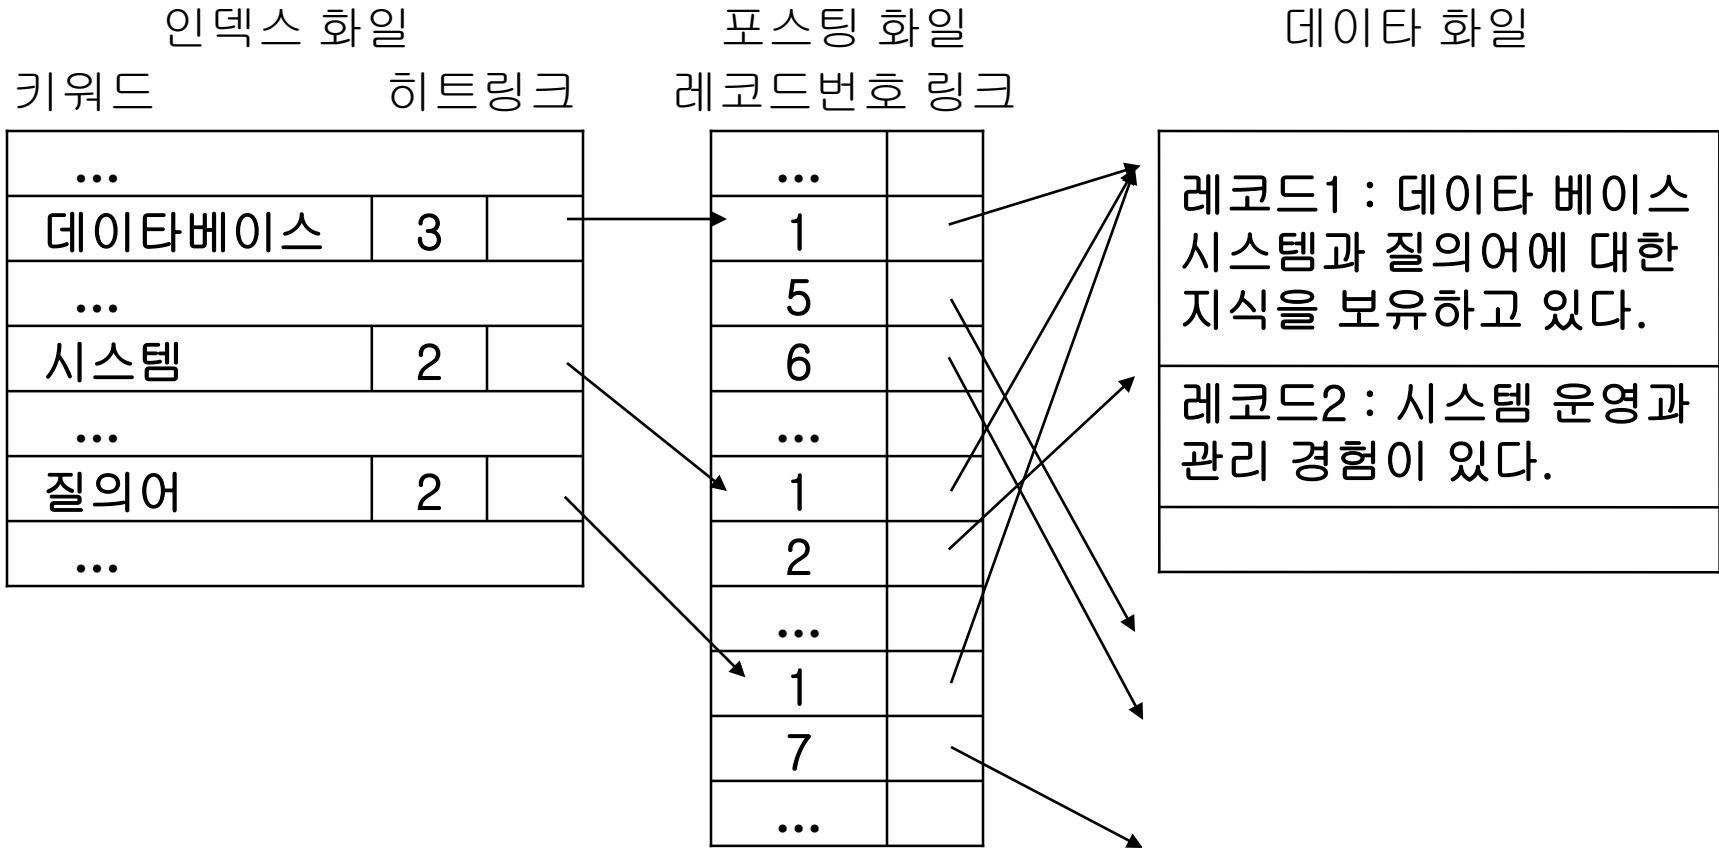 인덱스 화일
키워드 히트링크
...
데이타베이스 3
...
시스템 2
...
질의어 2
...
포스팅 화일
레코드번호 링크
...
1
5
6
...
1
2
...
1
7
...
데이타 화일
레코드1 : 데이타 베이스
시스템과 질의어에 대한
지식을 보유하고 있다.
레코드2 : 시스템 운영과
관리 경험이 있다.